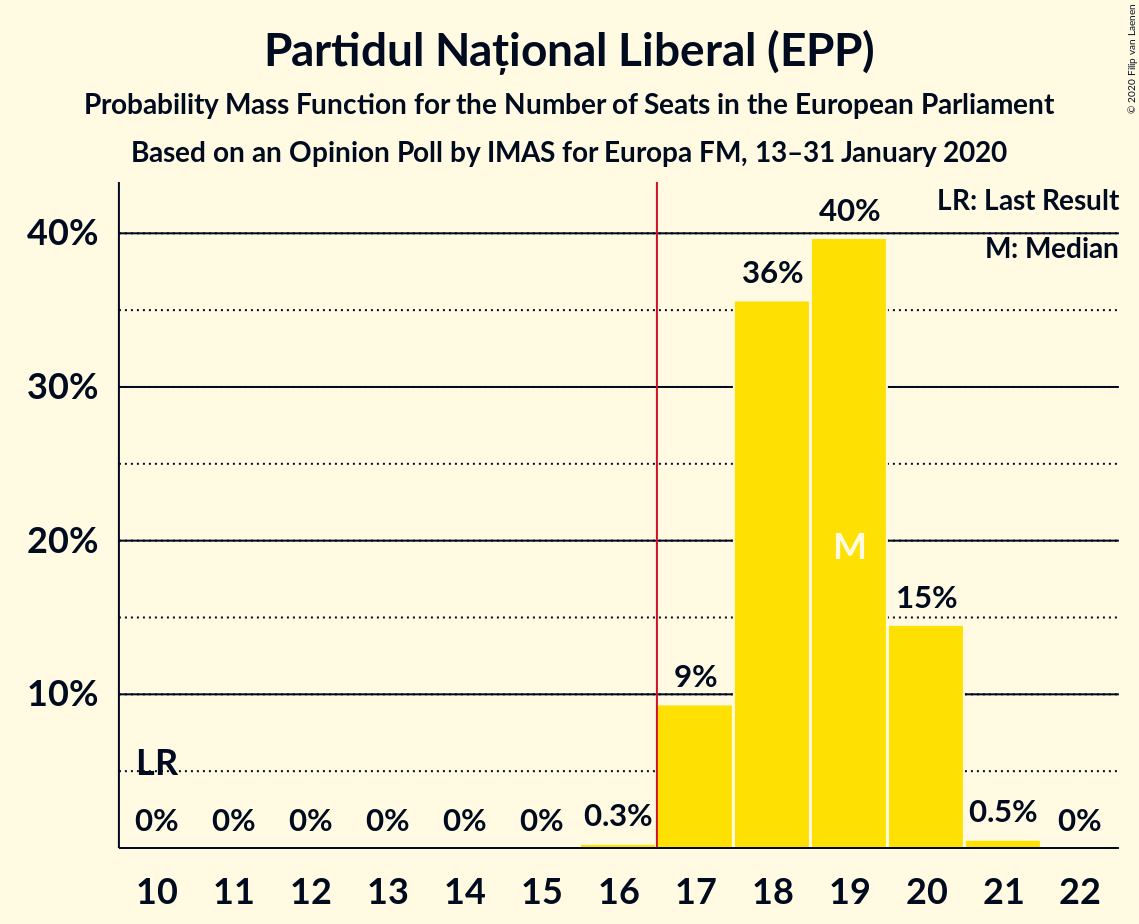 Partidul Național Liberal (EPP)
Probability Mass Function for the Number of Seats in the European Parliament
Based on an Opinion Poll by IMAS for Europa FM, 13–31 January 2020
© 2020 Filip van Laenen
LR: Last Result
M: Median
40%
30%
20%
10%
LR
0%
0%
0%
0%
0%
0%
0.3%
9%
36%
40%
M
15%
0.5%
0%
10 11 12 13 14 15 16 17 18 19 20 21 22